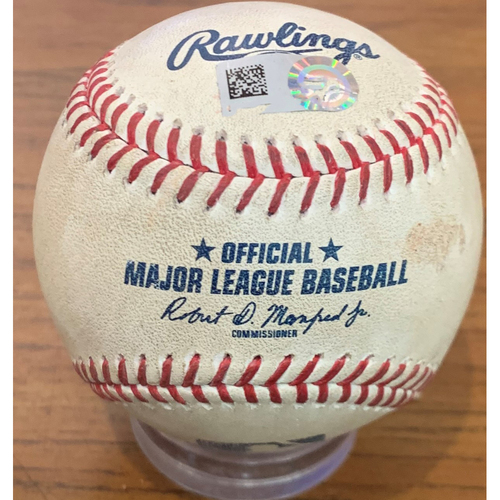 Rawlings
OFFICIAL
MAJOR LEAGUE BASEBALL
Robert D. Manfred Jr.
COMMISSIONER